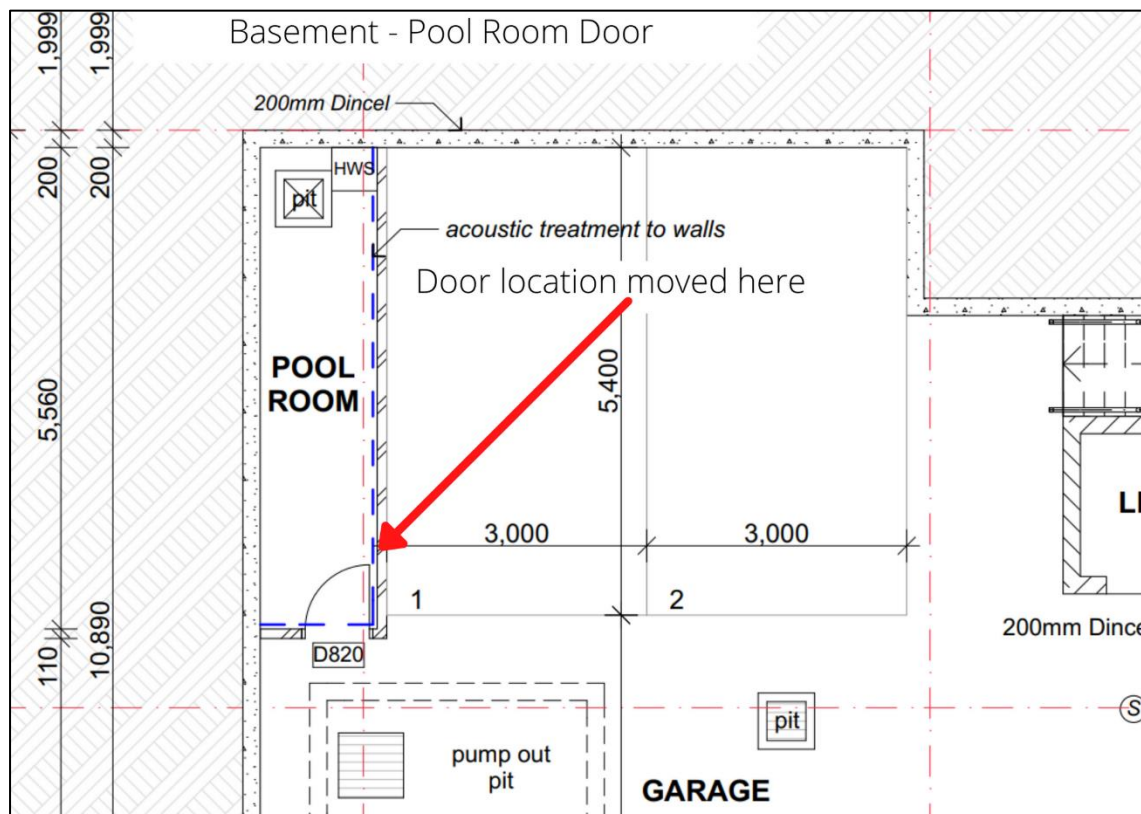 Basement - Pool Room Door
1,999
1,999
200mm Dincel
200
200
HWS
pit
acoustic treatment to walls
Door location moved here
POOL
ROOM
5,400
5,560
3,000
3,000
1
2
110
10,890
D820
200mm Dince
pit
S
pump out
pit
GARAGE